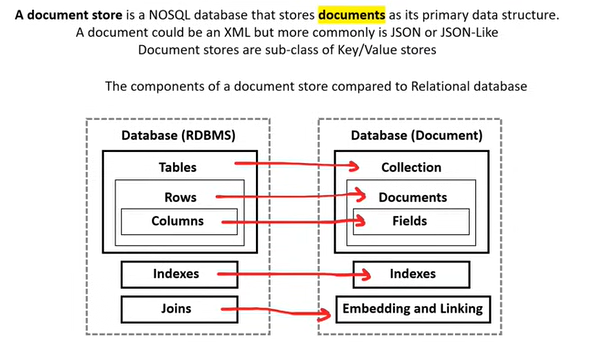 A document store is a NOSQL database that stores documents as its primary data structure.
A document could be an XML but more commonly is JSON or JSON-Like
Document stores are sub-class of Key/Value stores
The components of a document store compared to Relational database
Database (RDBMS)
Tables
Rows
Columns
Indexes
Joins
Database (Document)
Collection
Documents
Fields
Indexes
Embedding and Linking